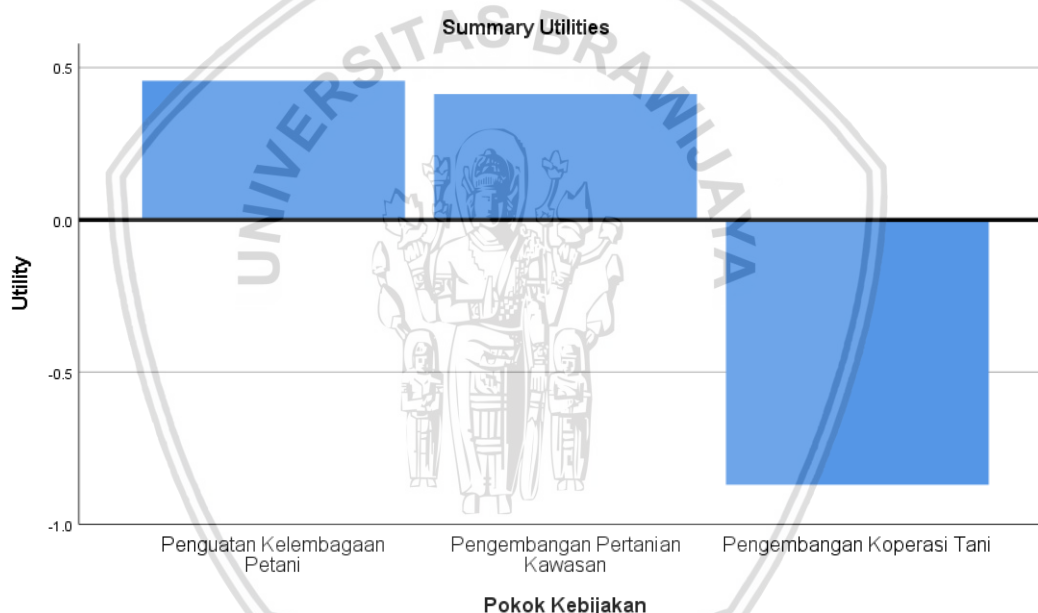 Summary Utilities
UNIVERSITAS BRAWIJAYA
0.5
0.0
-0.5
-1.0
Utility
Penguatan Kelembagaan
Petani
Pengembangan Pertanian
Kawasan
Pengembangan Koperasi Tani
Pokok Kebijakan